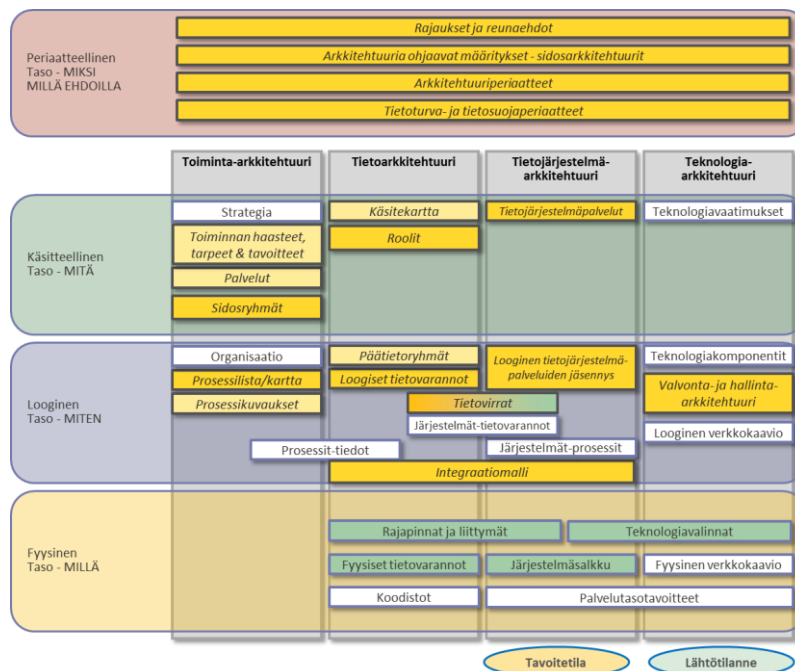 Periaatteellinen
Taso - MIKSI
MILLÄ EHDOILLA
Rajaukset ja reunaehdot
Arkkitehtuuria ohjaavat määritykset - sidosarkkitehtuurit
Arkkitehtuuriperiaatteet
Tietoturva- ja tietosuojaperiaatteet
Toiminta-arkkitehtuuri
Tietoarkkitehtuuri
Tietojärjestelmä-
arkkitehtuuri
Teknologia-
arkkitehtuuri
Käsitteellinen
Taso - MITÄ
Strategia
Käsitekartta
Tietojärjestelmäpalvelut
Teknologiavaatimukset
Toiminnan haasteet,
tarpeet & tavoitteet
Roolit
Palvelut
Sidosryhmät
Looginen
Taso - MITEN
Organisaatio
Päätietoryhmät
Looginen tietojärjestelmä-
palveluiden jäsennys
Teknologiakomponentit
Prosessilista/kartta
Loogiset tietovarannot
Valvonta- ja hallinta-
arkkitehtuuri
Prosessikuvaukset
Tietovirrat
Järjestelmät-tietovarannot
Looginen verkkokaavio
Prosessit-tiedot
Järjestelmät-prosessit
Integraatiomalli
Fyysinen
Taso - MILLÄ
Rajapinnat ja liittymät
Teknologiavalinnat
Fyysiset tietovarannot
Järjestelmäsalkku
Fyysinen verkkokaavio
Koodistot
Palvelutasotavoitteet
Tavoitetila
Lähtötilanne